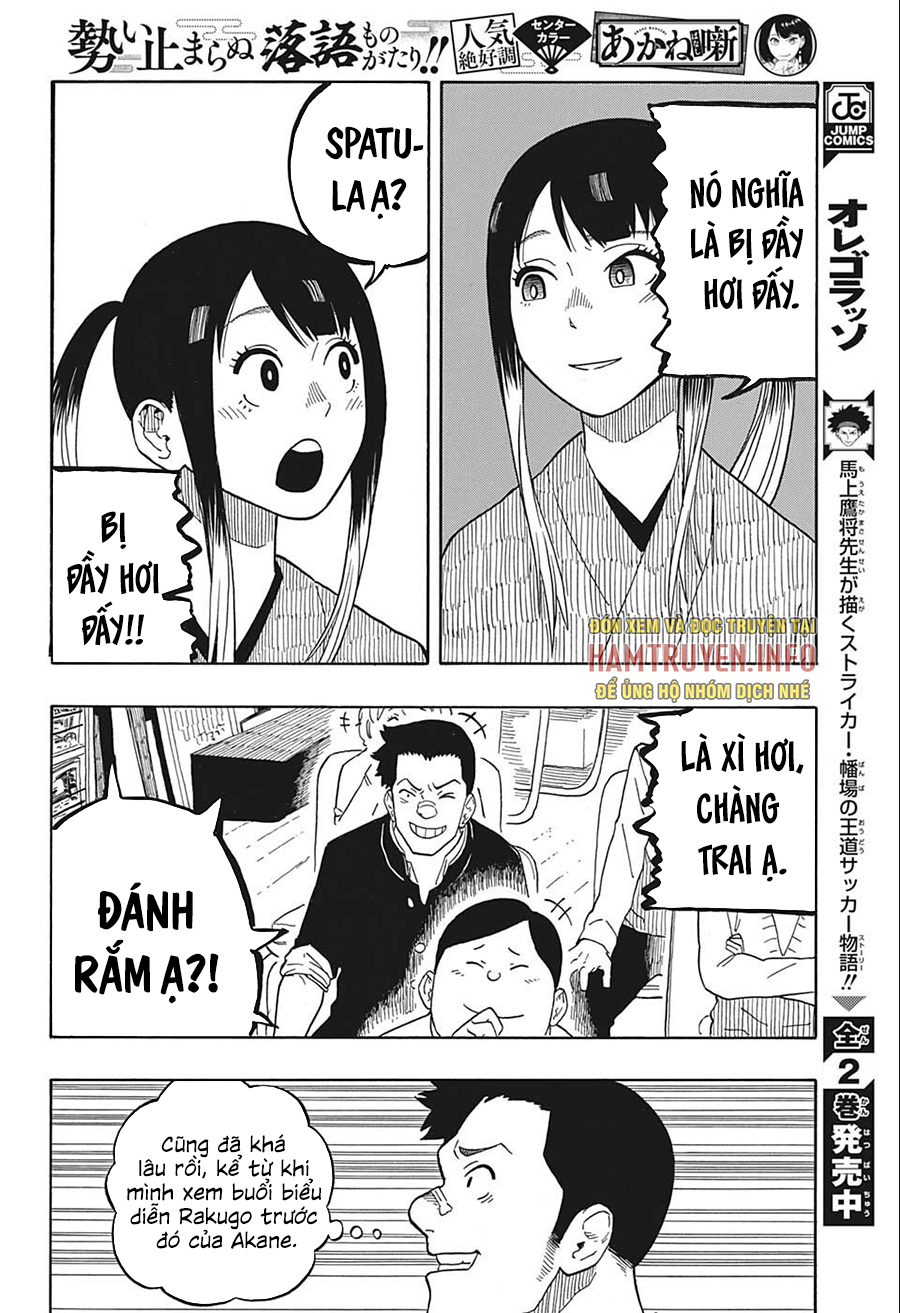 勢い止まらぬ落語ものがたり!!
人気絶好調
センターカラー
あかね噺
NÓ NGHĨA
LÀ BỊ ĐẦY
HƠI ĐẤY.
SPATU-
LA Ạ?
BỊ
ĐẦY HƠI
ĐẤY!!
ĐÓN XEM VÀ ĐỌC TRUYỆN TẠI
HAMTRUYEN.INFO
ĐỂ ỦNG HỘ NHÓM DỊCH NHÉ
LÀ XÌ HƠI,
CHÀNG
TRAI Ạ.
ĐÁNH
RẮM Ạ?!
Cũng đã khá
lâu rồi, kể từ khi
mình xem buổi biểu
diễn Rakugo trước
đó của Akane.
JC
JUMP
COMICS
オレゴラッソ
馬上鷹将先生が描くストライカー・幡場の王道サッカー物語!!
全2巻発売中